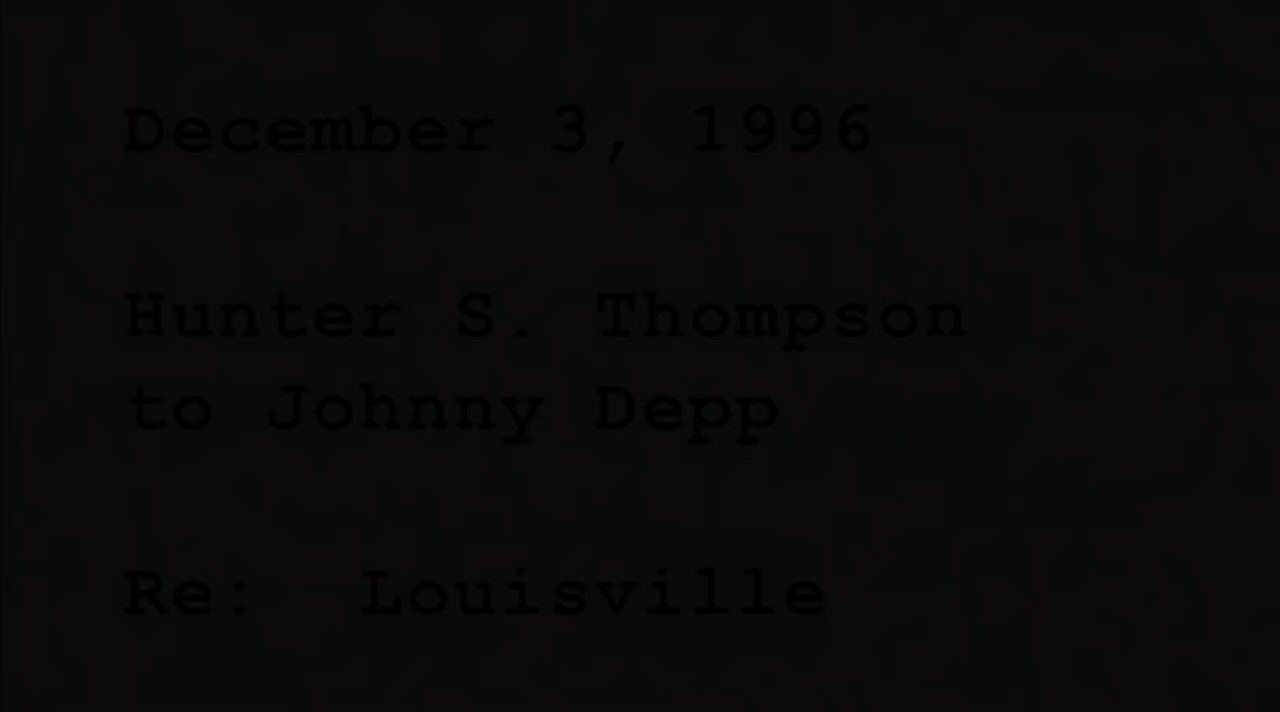 December 3, 1996
Hunter S. Thompson
to Johnny Depp
Re: Louisville